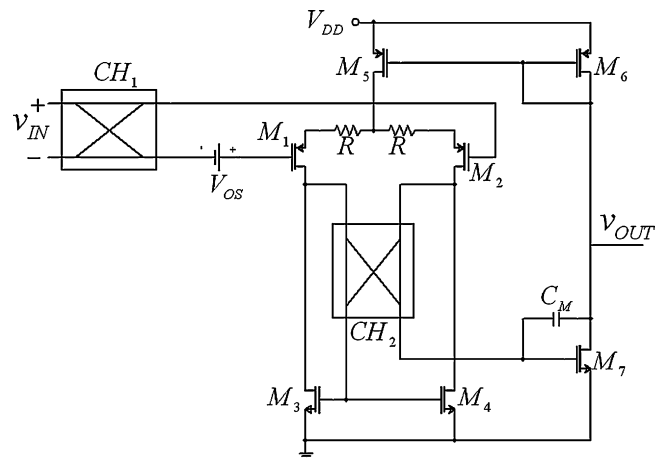 V_DD
CH_1
M_5
M_6
+
v_IN
M_1
R
R
−
+
V_OS
M_2
v_OUT
C_M
CH_2
M_3
M_4
M_7